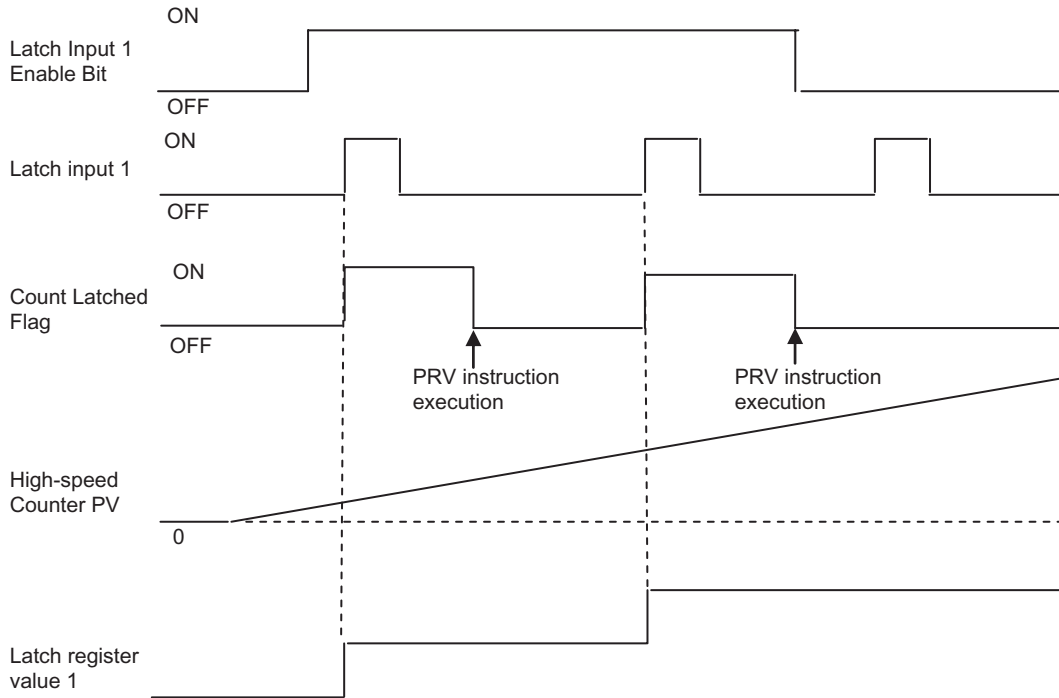 ON
Latch Input 1
Enable Bit
OFF
ON
Latch input 1
OFF
ON
Count Latched
Flag
OFF
PRV instruction
execution
PRV instruction
execution
High-speed
Counter PV
0
Latch register
value 1